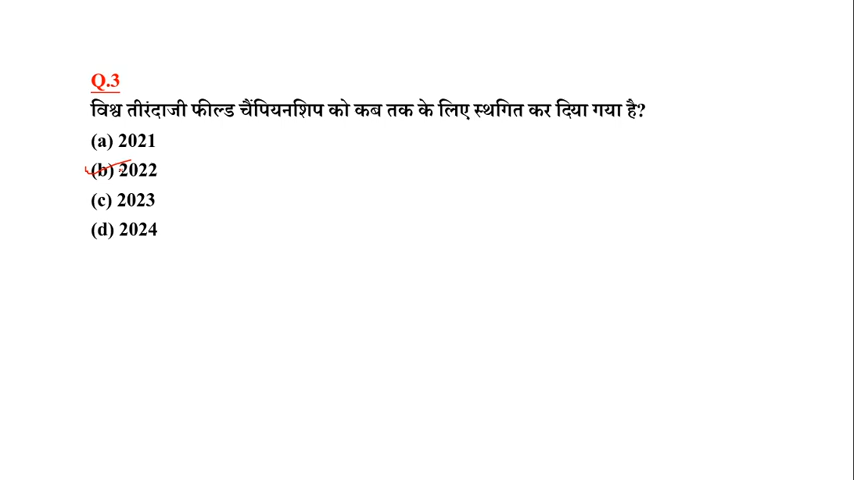 Q.3
विश्व तीरंदाजी फील्ड चैंपियनशिप को कब तक के लिए स्थगित कर दिया गया है?
(a) 2021
(b) 2022
(c) 2023
(d) 2024